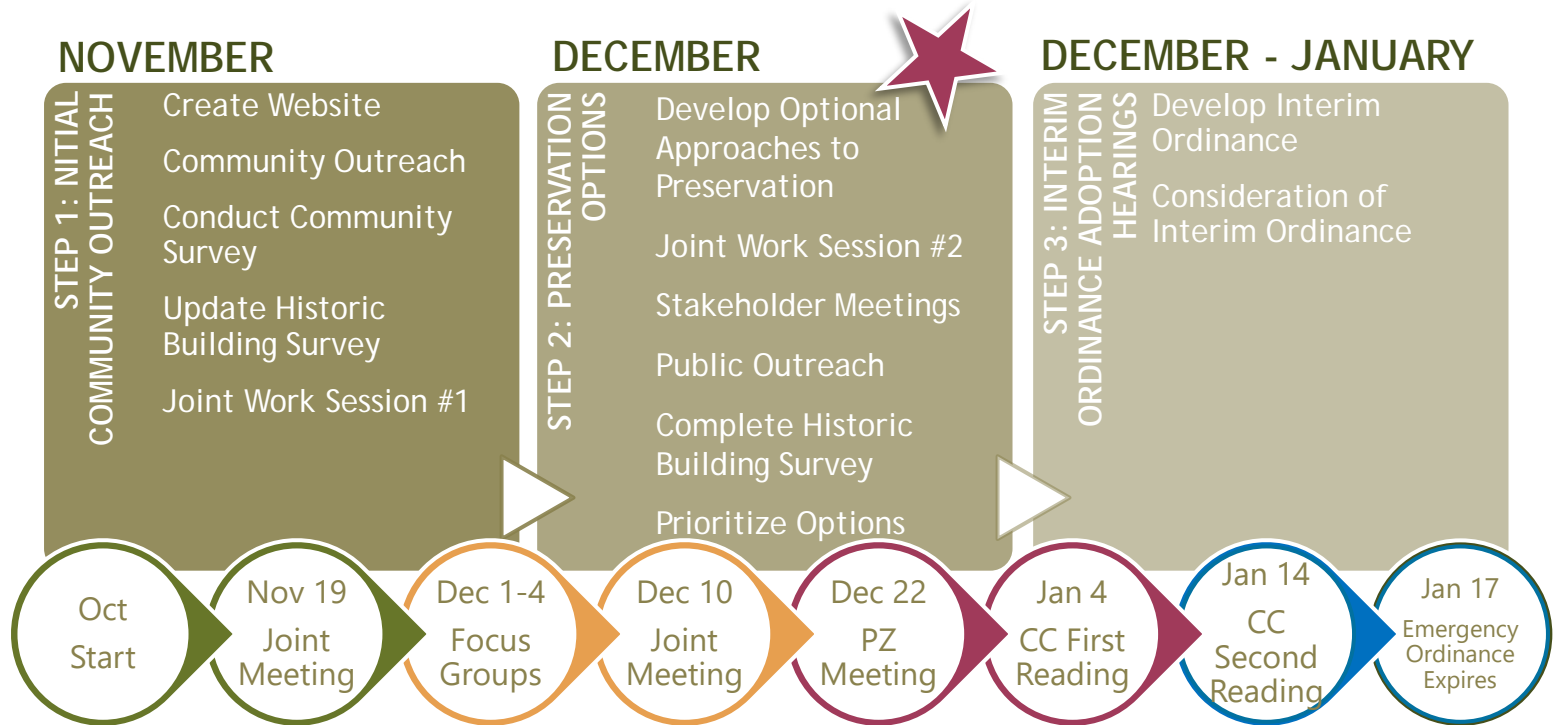 NOVEMBER
STEP 1: NITIAL
COMMUNITY OUTREACH
Create Website
Community Outreach
Conduct Community
Survey
Update Historic
Building Survey
Joint Work Session #1
DECEMBER
STEP 2: PRESERVATION
OPTIONS
Develop Optional
Approaches to
Preservation
Joint Work Session #2
Stakeholder Meetings
Public Outreach
Complete Historic
Building Survey
Prioritize Options
DECEMBER - JANUARY
STEP 3: INTERIM
ORDINANCE ADOPTION
HEARINGS
Develop Interim
Ordinance
Consideration of
Interim Ordinance
Oct
Start
Nov 19
Joint
Meeting
Dec 1-4
Focus
Groups
Dec 10
Joint
Meeting
Dec 22
PZ
Meeting
Jan 4
CC First
Reading
Jan 14
CC
Second
Reading
Jan 17
Emergency
Ordinance
Expires